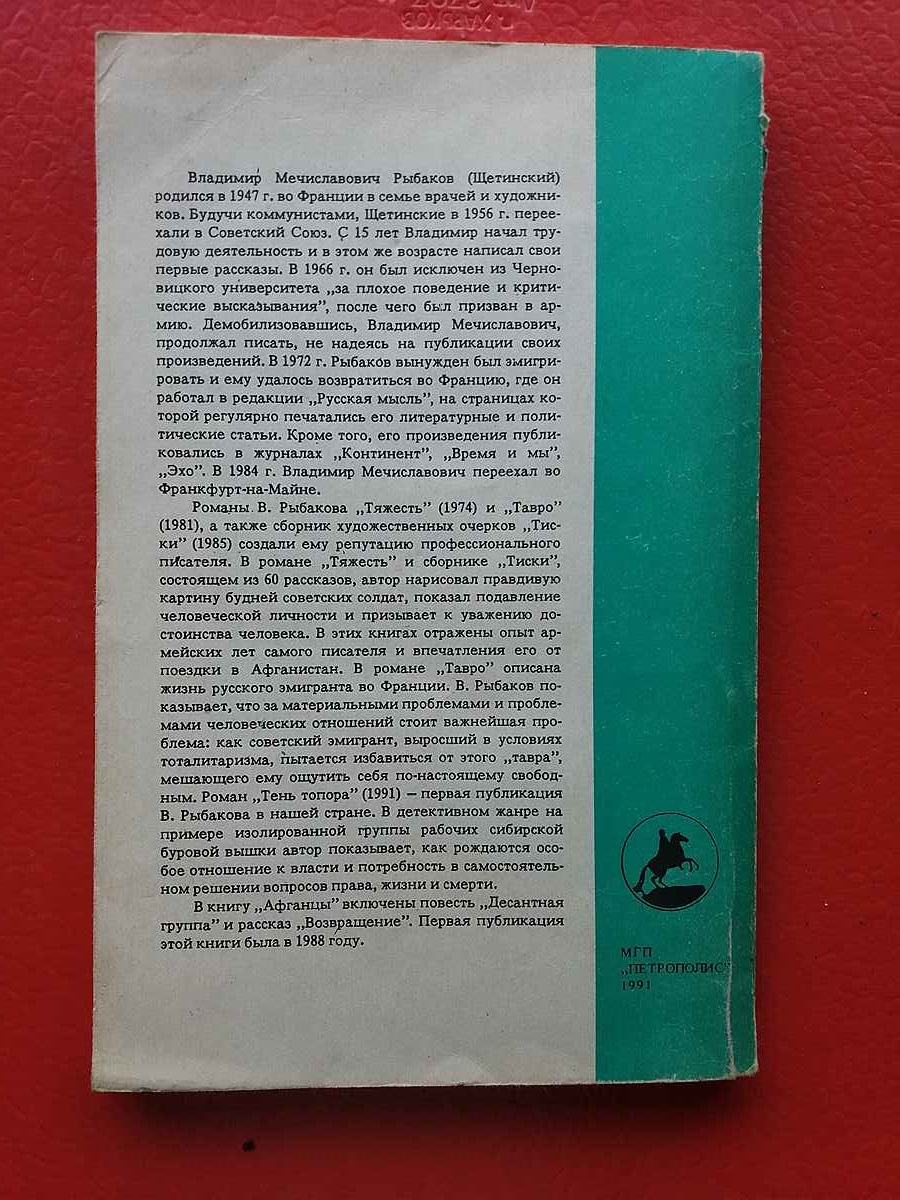 г ХАРЬКОВ
Владимир Мечиславович Рыбаков (Щетинский)
родился в 1947 г. во Франции в семье врачей и художни-
ков. Будучи коммунистами, Щетинские в 1956 г. перее-
хали в Советский Союз. С 15 лет Владимир начал тру-
довую деятельность и в этом же возрасте написал свои
первые рассказы. В 1966 г. он был исключен из Черно-
вицкого университета „за плохое поведение и крити-
ческие высказывания”, после чего был призван в ар-
мию. Демобилизовавшись, Владимир Мечиславович,
продолжал писать, не надеясь на публикации своих
произведений. В 1972 г. Рыбаков вынужден был эмигри-
ровать и ему удалось возвратиться во Францию, где он
работал в редакции „Русская мысль”, на страницах ко-
торой регулярно печатались его литературные и поли-
тические статьи. Кроме того, его произведения публи-
ковались в журналах „Континент”, „Время и мы”,
„Эхо”. В 1984 г. Владимир Мечиславович переехал во
Франкфурт-на-Майне.
Романы В. Рыбакова „Тяжесть” (1974) и „Тавро”
(1981), а также сборник художественных очерков „Тис-
ки” (1985) создали ему репутацию профессионального
писателя. В романе „Тяжесть” и сборнике „Тиски”,
состоящем из 60 рассказов, автор нарисовал правдивую
картину будней советских солдат, показал подавление
человеческой личности и призывает к уважению до-
стоинства человека. В этих книгах отражены опыт ар-
мейских лет самого писателя и впечатления его от
поездки в Афганистан. В романе „Тавро” описана
жизнь русского эмигранта во Франции. В. Рыбаков по-
казывает, что за материальными проблемами и пробле-
мами человеческих отношений стоит важнейшая про-
блема: как советский эмигрант, выросший в условиях
тоталитаризма, пытается избавиться от этого „тавра”,
мешающего ему ощутить себя по-настоящему свобод-
ным. Роман „Тень топора” (1991) — первая публикация
В. Рыбакова в нашей стране. В детективном жанре на
примере изолированной группы рабочих сибирской
буровой вышки автор показывает, как рождаются осо-
бое отношение к власти и потребность в самостоятель-
ном решении вопросов права, жизни и смерти.
В книгу „Афганцы” включены повесть „Десантная
группа” и рассказ „Возвращение”. Первая публикация
этой книги была в 1988 году.
МГП
„ПЕТРОПОЛИС”
1991